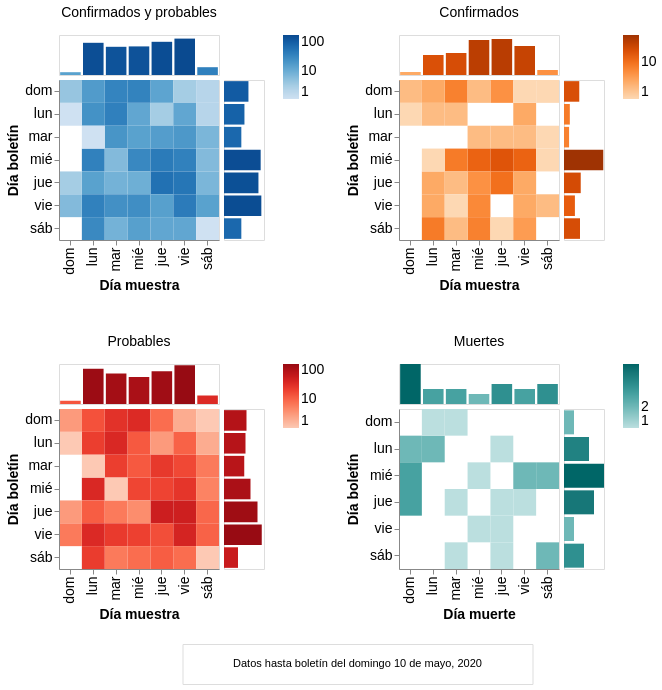 Confirmados y probables
Día boletín
dom
lun
mar
mié
jue
vie
sáb
dom
lun
mar
mié
jue
vie
sáb
Día muestra
100
10
1
Confirmados
Día boletín
dom
lun
mar
mié
jue
vie
sáb
dom
lun
mar
mié
jue
vie
sáb
Día muestra
10
1
Probables
Día boletín
dom
lun
mar
mié
jue
vie
sáb
dom
lun
mar
mié
jue
vie
sáb
Día muestra
100
10
1
Muertes
Día boletín
dom
lun
mié
jue
vie
sáb
dom
lun
mar
mié
jue
vie
sáb
Día muerte
2
1
Datos hasta boletín del domingo 10 de mayo, 2020